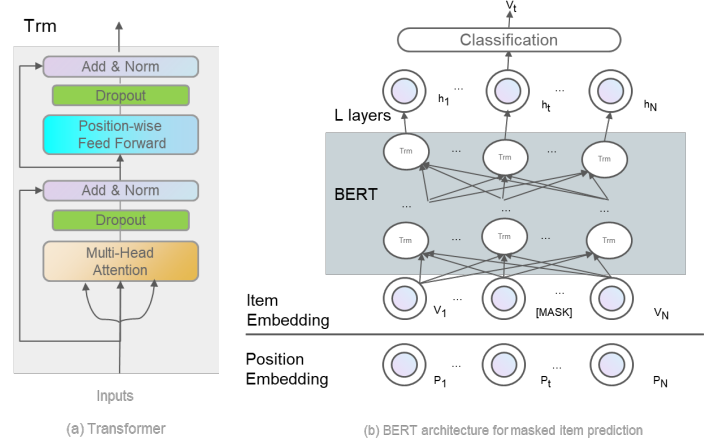 Trm
Add & Norm
Dropout
Position-wise
Feed Forward
Add & Norm
Dropout
Multi-Head
Attention
Inputs
(a) Transformer
Vt
Classification
... ...
h1 ht hN
L layers
Trm ... Trm ... Trm
BERT
... ... ...
Trm ... Trm ... Trm
Item
Embedding
... ...
V1 [MASK] VN
Position
Embedding
... ...
P1 Pt PN
(b) BERT architecture for masked Item prediction